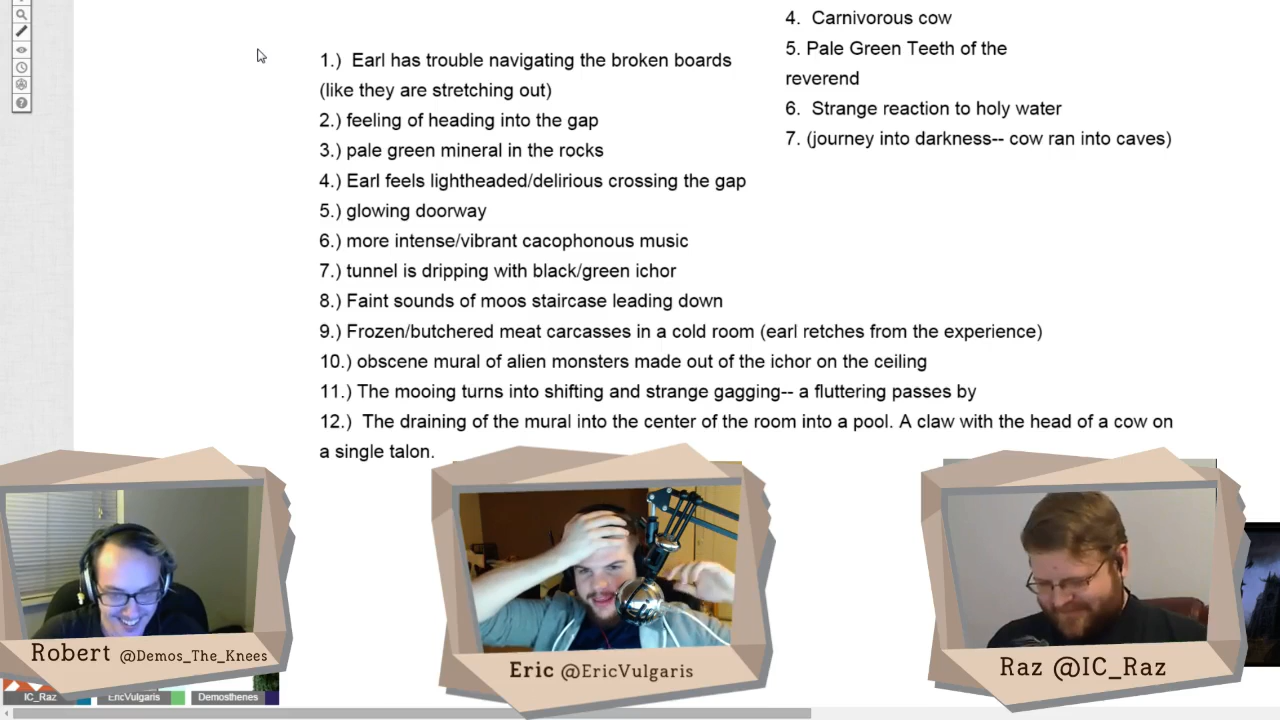 1.) Earl has trouble navigating the broken boards
(like they are stretching out)
2.) feeling of heading into the gap
3.) pale green mineral in the rocks
4.) Earl feels lightheaded/delirious crossing the gap
5.) glowing doorway
6.) more intense/vibrant cacophonous music
7.) tunnel is dripping with black/green ichor
8.) Faint sounds of moos staircase leading down
9.) Frozen/butchered meat carcasses in a cold room (earl retches from the experience)
10.) obscene mural of alien monsters made out of the ichor on the ceiling
11.) The mooing turns into shifting and strange gagging-- a fluttering passes by
12.) The draining of the mural into the center of the room into a pool. A claw with the head of a cow on
a single talon.
4. Carnivorous cow
5. Pale Green Teeth of the
reverend
6. Strange reaction to holy water
7. (journey into darkness-- cow ran into caves)
Robert @Demos_The_Knees
Eric @EricVulgaris
Raz @IC_Raz
IC_Raz
EricVulgaris
Demosthenes